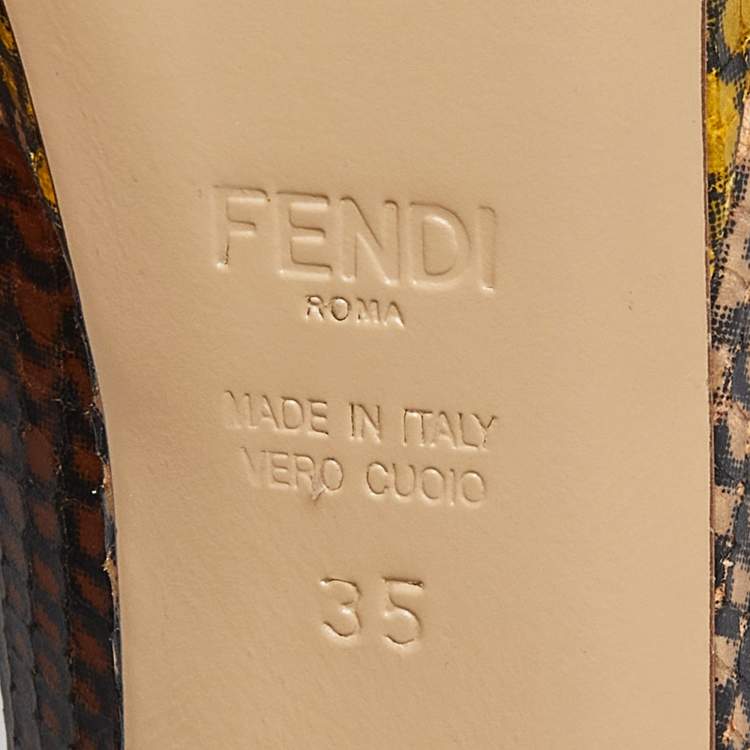 FENDI
ROMA
MADE IN ITALY
VERO CUOIO
35